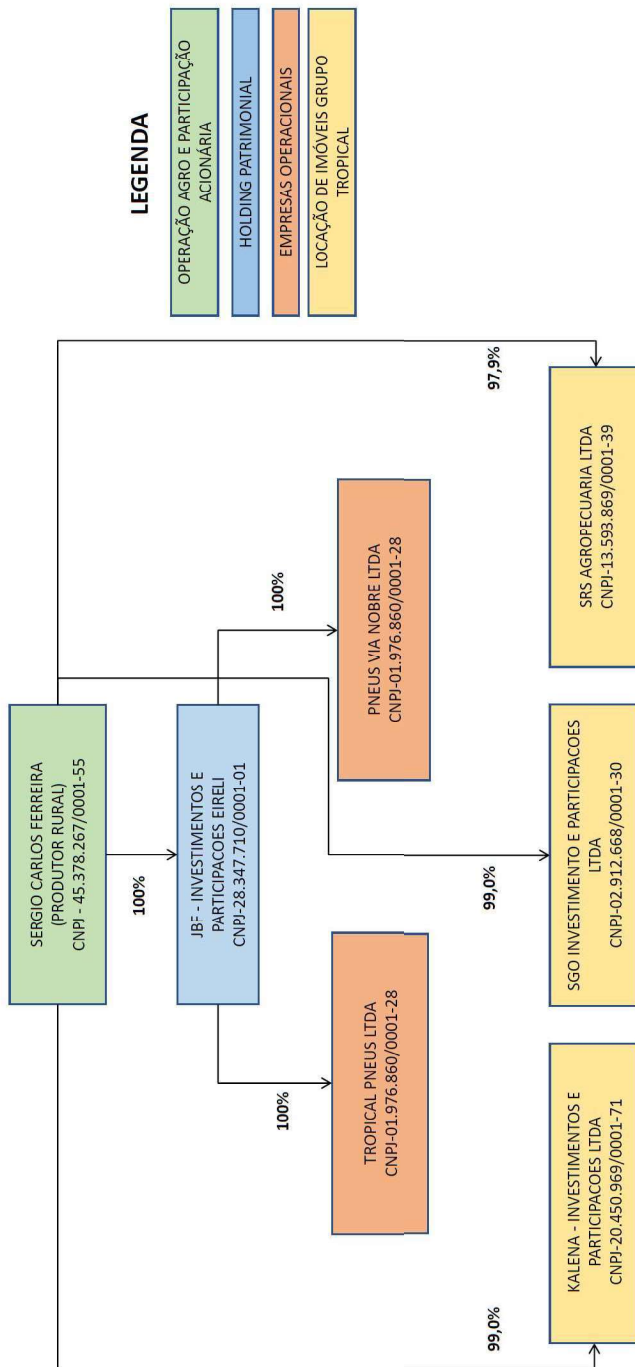 SERGIO CARLOS FERREIRA
(PRODUTOR RURAL)
CNPJ - 45.378.267/0001-55
100%
JBF - INVESTIMENTOS E
PARTICIPACOES EIRELI
CNPJ-28.347.710/0001-01
100%
100%
TROPICAL PNEUS LTDA
CNPJ-01.976.860/0001-28
PNEUS VIA NOBRE LTDA
CNPJ-01.976.860/0001-28
99,0%
99,0%
97,9%
KALENA - INVESTIMENTOS E
PARTICIPACOES LTDA
CNPJ-20.450.969/0001-71
SGO INVESTIMENTO E PARTICIPACOES
LTDA
CNPJ-02.912.668/0001-30
SRS AGROPECUARIA LTDA
CNPJ-13.593.869/0001-39
LEGENDA
OPERAÇÃO AGRO E PARTICIPAÇÃO
ACIONÁRIA
HOLDING PATRIMONIAL
EMPRESAS OPERACIONAIS
LOCAÇÃO DE IMÓVEIS GRUPO
TROPICAL